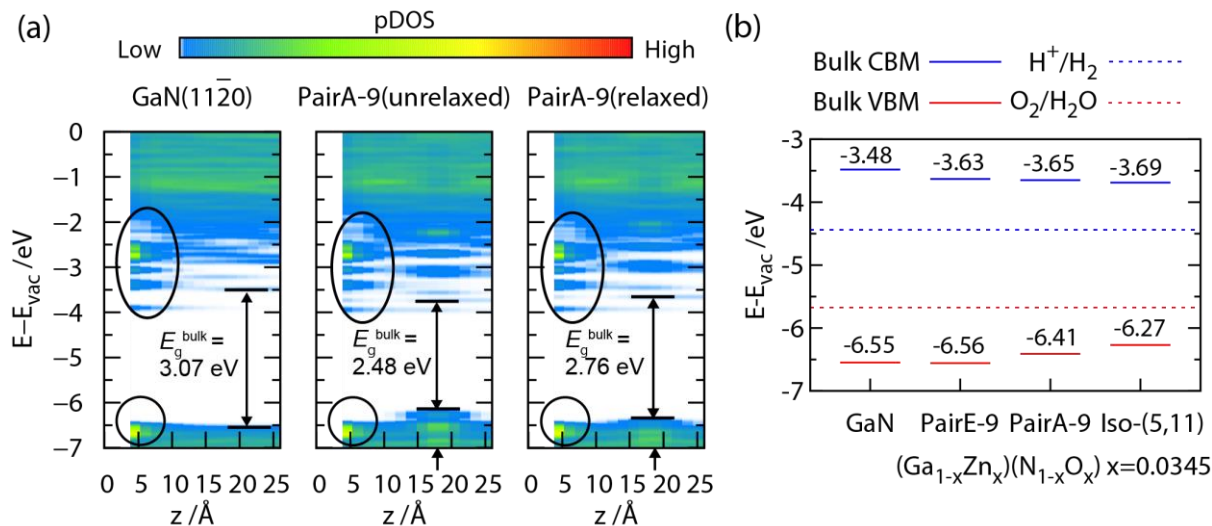 (a)
pDOS
Low High
GaN(112̅0) PairA-9(unrelaxed) PairA-9(relaxed)
E−E_vac /eV
0
−1
−2
−3
−4
−5
−6
−7
E_g^bulk =
3.07 eV
E_g^bulk =
2.48 eV
E_g^bulk =
2.76 eV
0 5 10 15 20 25
0 5 10 15 20 25
0 5 10 15 20 25
z /Å z /Å z /Å
(b)
Bulk CBM H⁺/H₂
Bulk VBM O₂/H₂O
E-E_vac /eV
-3
-4
-5
-6
-7
-3.48 -3.63 -3.65 -3.69
-6.55 -6.56 -6.41 -6.27
GaN PairE-9 PairA-9 Iso-(5,11)
(Ga₁₋ₓZnₓ)(N₁₋ₓOₓ) x=0.0345